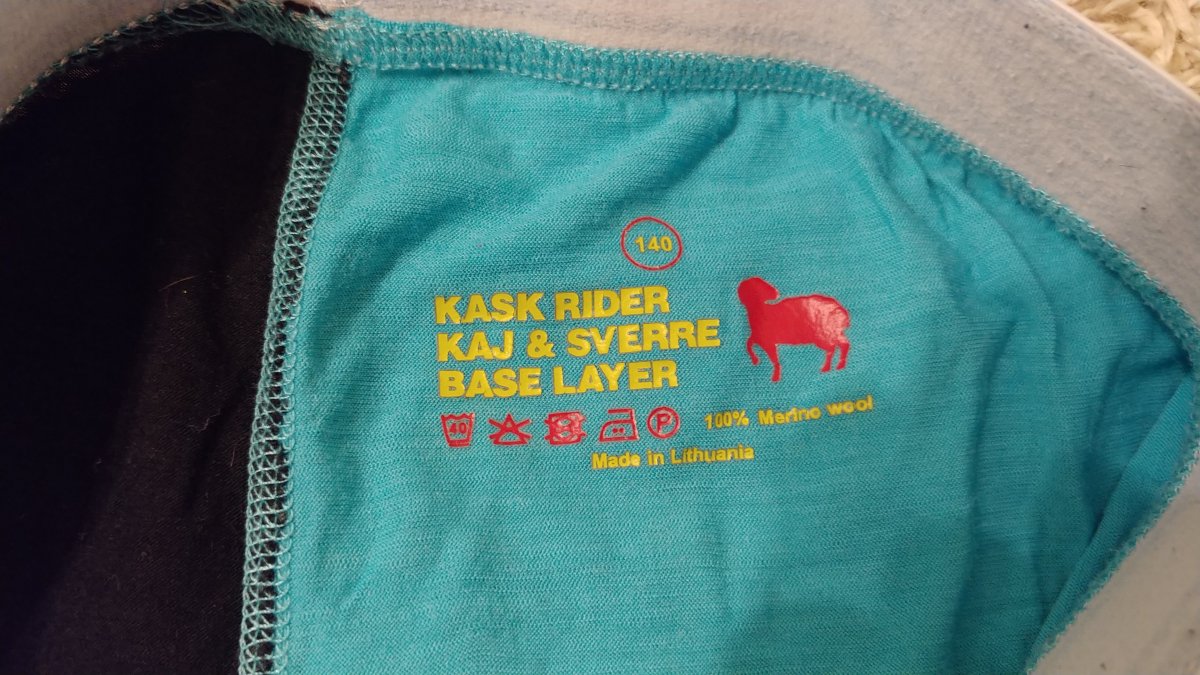 140
KASK RIDER
KAJ & SVERRE
BASE LAYER
40 P 100% Merino wool
Made in Lithuania